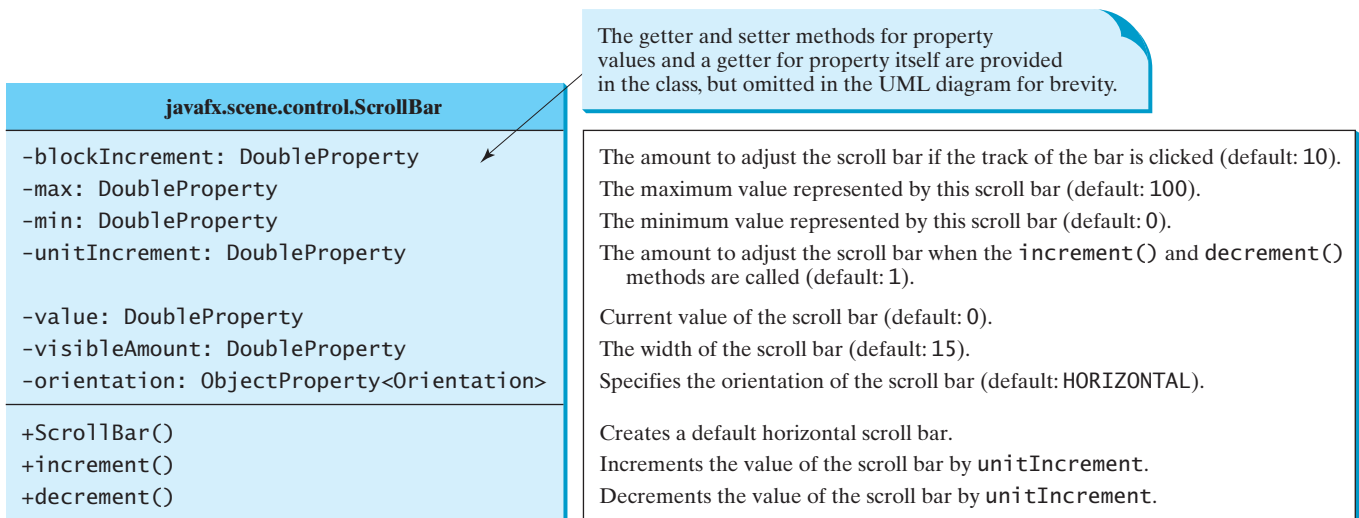 The getter and setter methods for property
values and a getter for property itself are provided
in the class, but omitted in the UML diagram for brevity.
javafx.scene.control.ScrollBar
-blockIncrement: DoubleProperty
-max: DoubleProperty
-min: DoubleProperty
-unitIncrement: DoubleProperty
-value: DoubleProperty
-visibleAmount: DoubleProperty
-orientation: ObjectProperty<Orientation>
+ScrollBar()
+increment()
+decrement()
The amount to adjust the scroll bar if the track of the bar is clicked (default: 10).
The maximum value represented by this scroll bar (default: 100).
The minimum value represented by this scroll bar (default: 0).
The amount to adjust the scroll bar when the increment() and decrement()
methods are called (default: 1).
Current value of the scroll bar (default: 0).
The width of the scroll bar (default: 15).
Specifies the orientation of the scroll bar (default: HORIZONTAL).
Creates a default horizontal scroll bar.
Increments the value of the scroll bar by unitIncrement.
Decrements the value of the scroll bar by unitIncrement.